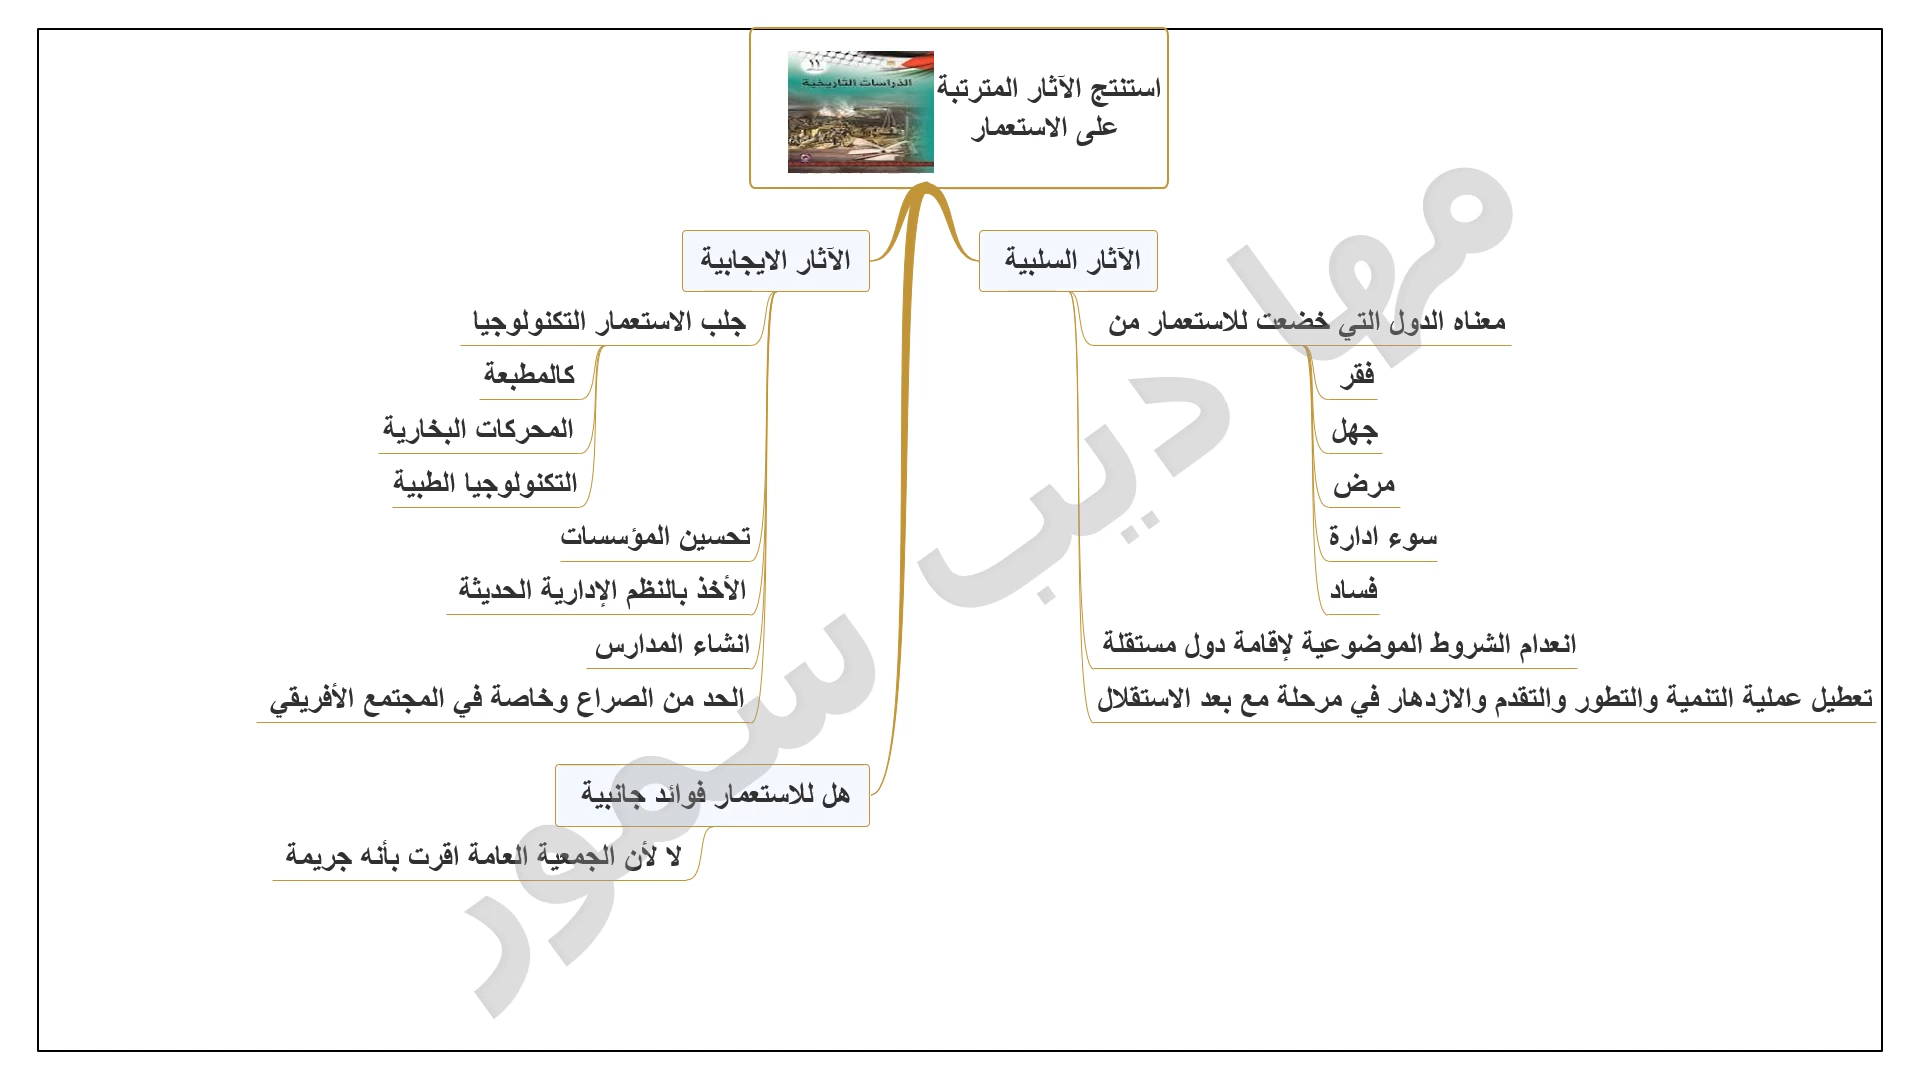 استنتج الآثار المترتبة
على الاستعمار
١١
الدراسات التاريخية
الآثار السلبية
معناه الدول التي خضعت للاستعمار من
فقر
جهل
مرض
سوء ادارة
فساد
انعدام الشروط الموضوعية لإقامة دول مستقلة
تعطيل عملية التنمية والتطور والتقدم والازدهار في مرحلة مع بعد الاستقلال
الآثار الايجابية
جلب الاستعمار التكنولوجيا
كالمطبعة
المحركات البخارية
التكنولوجيا الطبية
تحسين المؤسسات
الأخذ بالنظم الإدارية الحديثة
انشاء المدارس
الحد من الصراع وخاصة في المجتمع الأفريقي
هل للاستعمار فوائد جانبية
لا لأن الجمعية العامة اقرت بأنه جريمة
مها ديب سمور